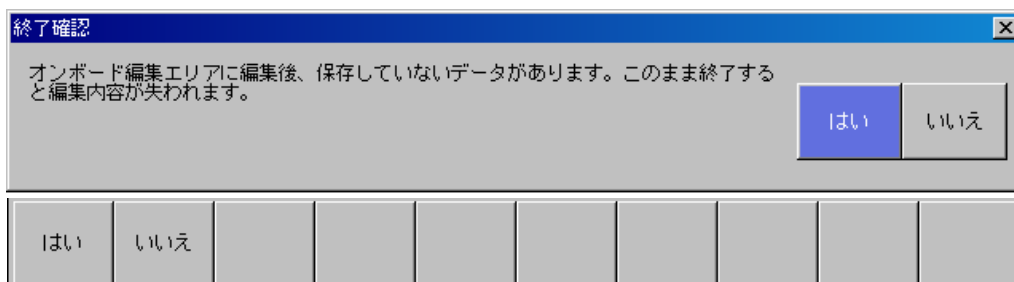 終了確認
オンボード編集エリアに編集後、保存していないデータがあります。このまま終了する
と編集内容が失われます。
はい いいえ
はい いいえ